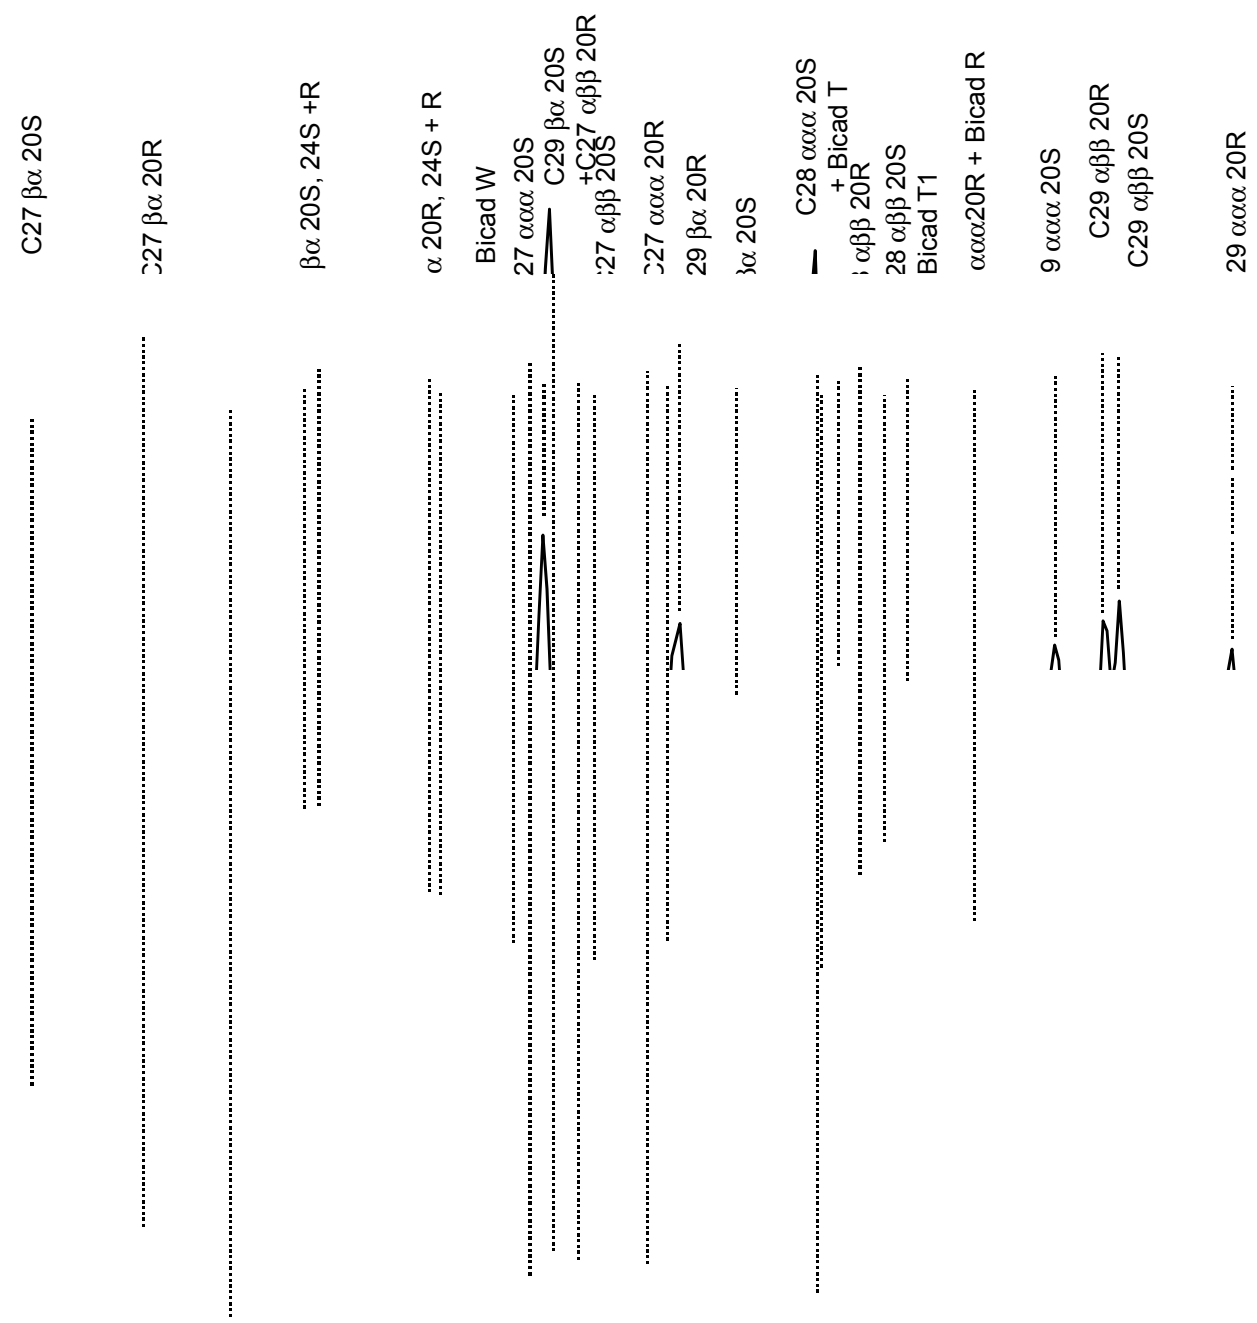 C27 βα 20S
C27 βα 20R
βα 20S, 24S +R
α 20R, 24S + R
Bicad W
27 ααα 20S
C29 βα 20S
+C27 αββ 20R
27 αββ 20S
C27 ααα 20R
29 βα 20R
βα 20S
C28 ααα 20S
+ Bicad T
αββ 20R
28 αββ 20S
Bicad T1
ααα20R + Bicad R
9 ααα 20S
C29 αββ 20R
C29 αββ 20S
29 ααα 20R